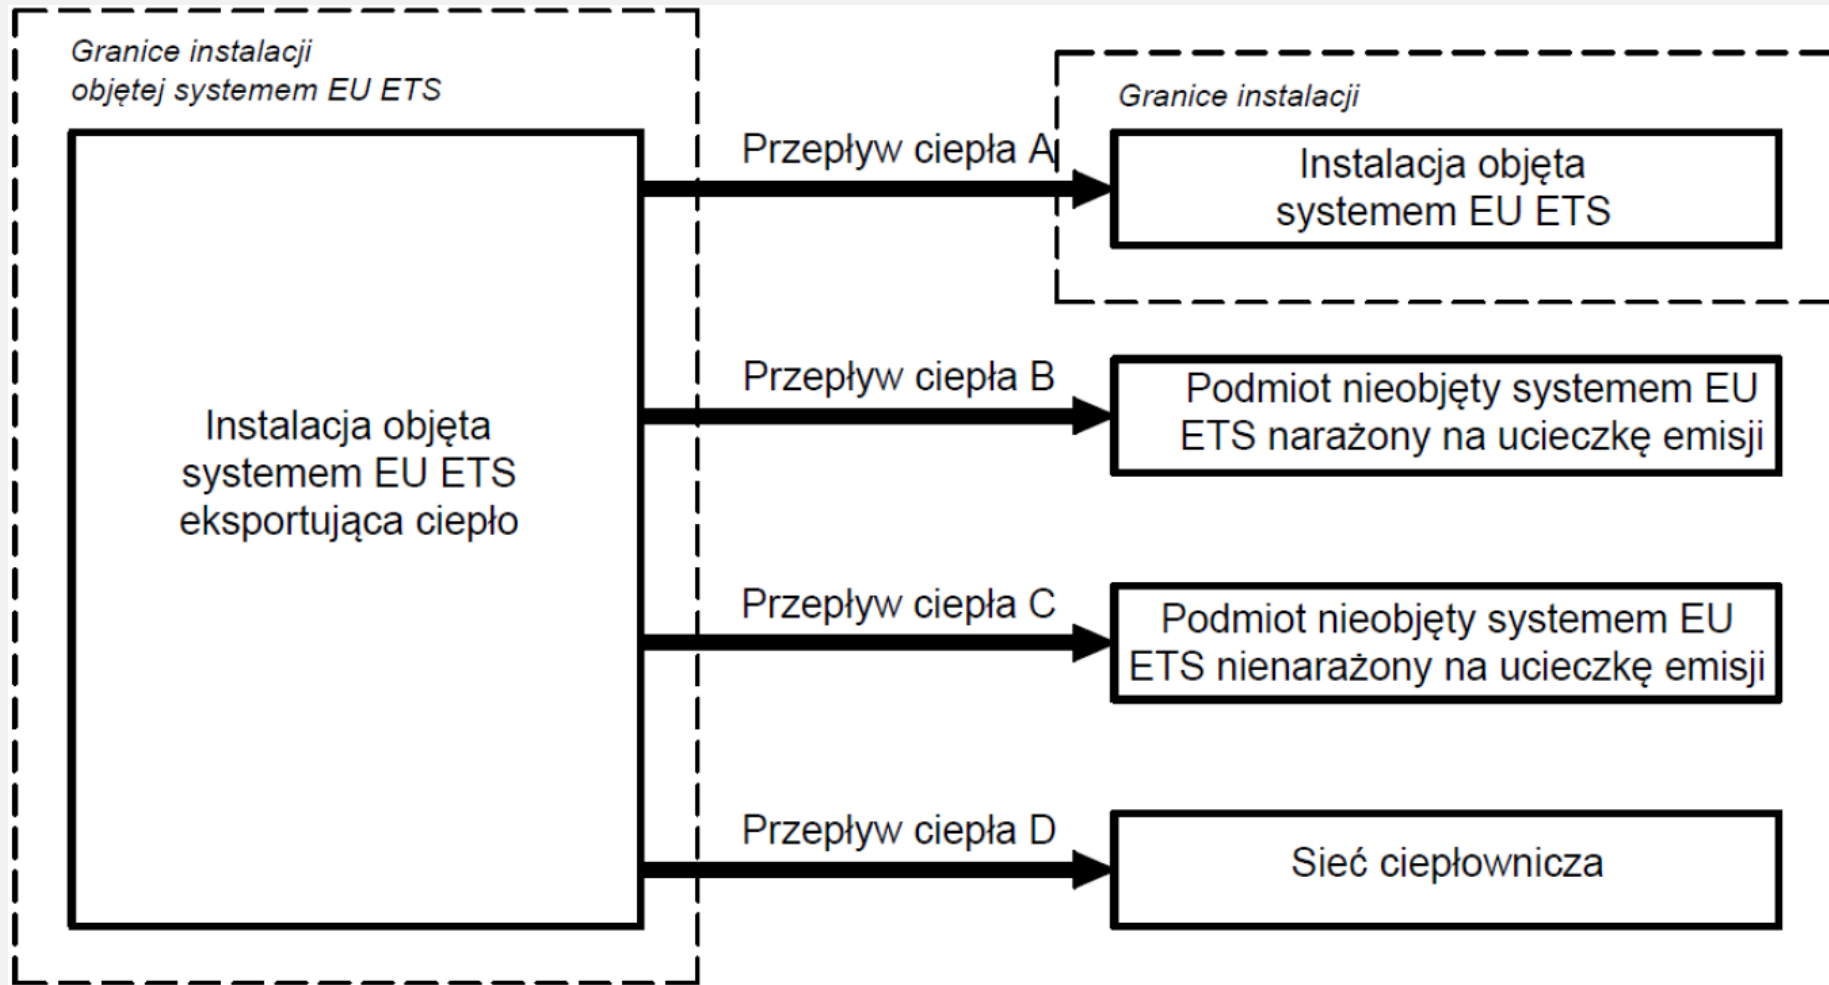 Granice instalacji
objętej systemem EU ETS
Instalacja objęta
systemem EU ETS
eksportująca ciepło
Przepływ ciepła A
Granice instalacji
Instalacja objęta
systemem EU ETS
Przepływ ciepła B
Podmiot nieobjęty systemem EU
ETS narażony na ucieczkę emisji
Przepływ ciepła C
Podmiot nieobjęty systemem EU
ETS nienarażony na ucieczkę emisji
Przepływ ciepła D
Sieć ciepłownicza